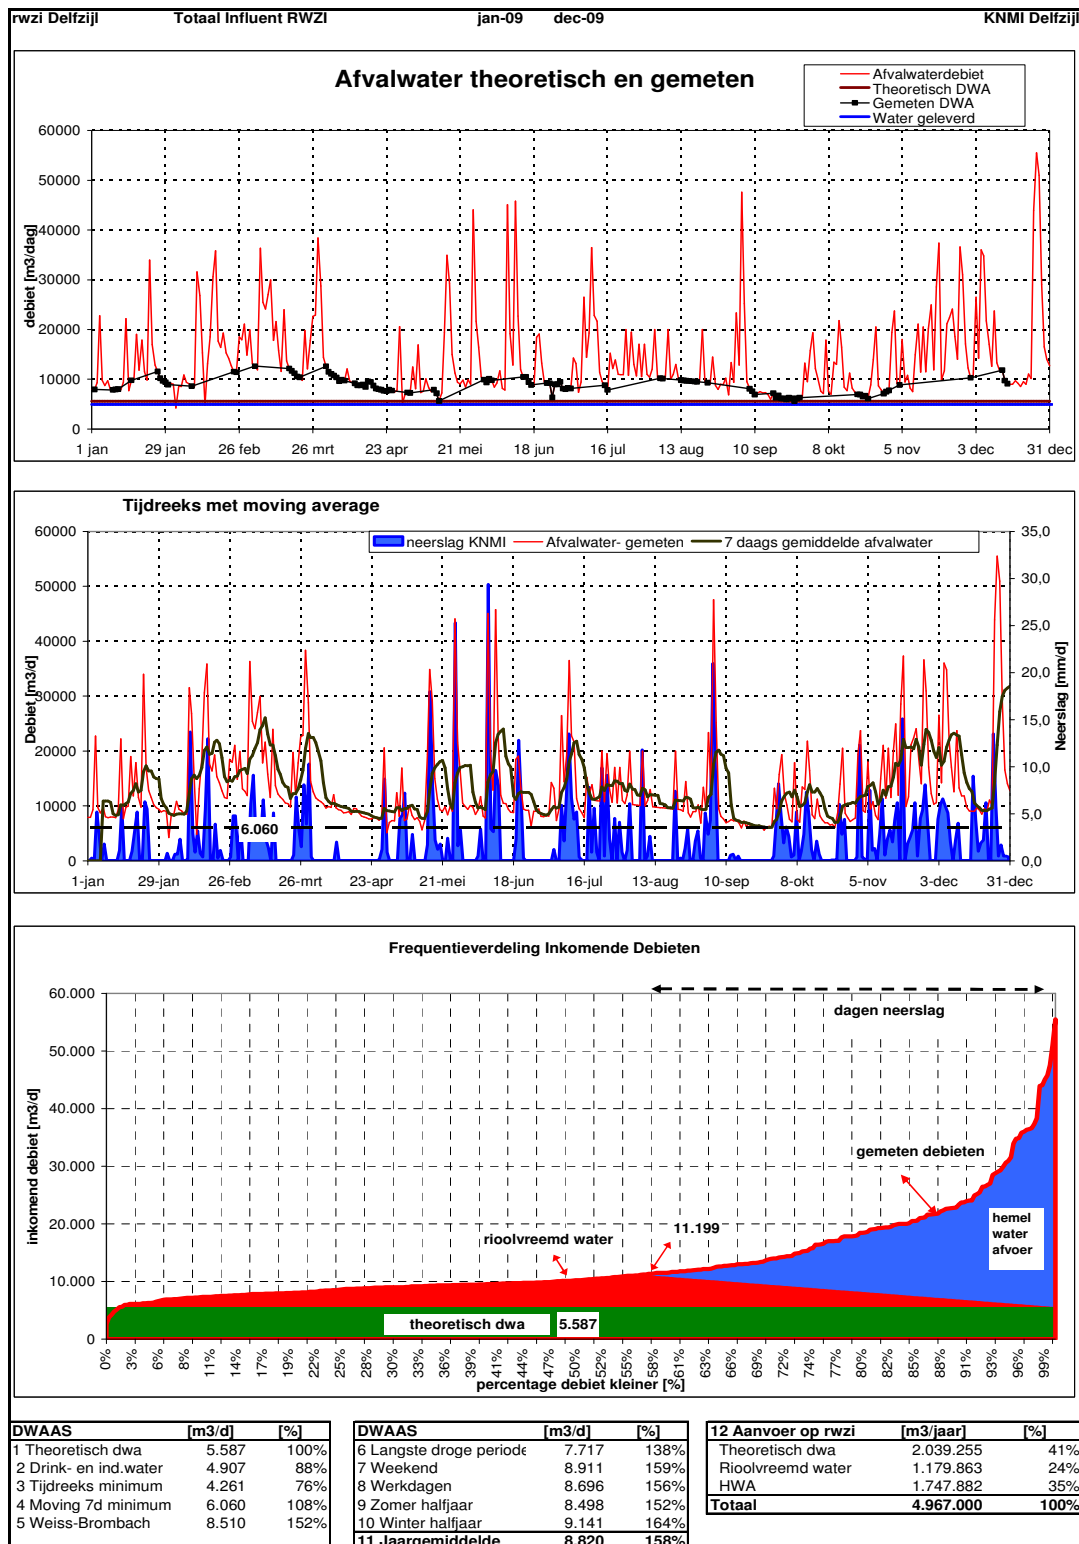 rwzi Delfzijl Totaal Influent RWZI jan-09 dec-09 KNMI Delfzijl
Afvalwater theoretisch en gemeten
Afvalwaterdebiet
Theoretisch DWA
Gemeten DWA
Water geleverd
debiet [m3/dag]
60000
50000
40000
30000
20000
10000
0
1 jan 29 jan 26 feb 26 mrt 23 apr 21 mei 18 jun 16 jul 13 aug 10 sep 8 okt 5 nov 3 dec 31 dec
Tijdreeks met moving average
neerslag KNMI Afvalwater- gemeten 7 daags gemiddelde afvalwater
Debiet [m3/d]
60000
50000
40000
30000
20000
10000
0
6.060
35,0
30,0
25,0
20,0
15,0
10,0
5,0
0,0
Neerslag [mm/d]
1-jan 29-jan 26-feb 26-mrt 23-apr 21-mei 18-jun 16-jul 13-aug 10-sep 8-okt 5-nov 3-dec 31-dec
Frequentieverdeling Inkomende Debieten
inkomend debiet [m3/d]
60.000
50.000
40.000
30.000
20.000
10.000
0
dagen neerslag
gemeten debieten
11.199
rioolvreemd water
hemel
water
afvoer
theoretisch dwa 5.587
0% 3% 6% 8% 11% 14% 17% 19% 22% 25% 28% 30% 33% 36% 39% 41% 44% 47% 50% 52% 55% 58% 61% 63% 66% 69% 72% 74% 77% 80% 82% 85% 88% 91% 93% 96% 99%
percentage debiet kleiner [%]
DWAAS [m3/d] [%]
1 Theoretisch dwa 5.587 100%
2 Drink- en ind.water 4.907 88%
3 Tijdreeks minimum 4.261 76%
4 Moving 7d minimum 6.060 108%
5 Weiss-Brombach 8.510 152%
DWAAS [m3/d] [%]
6 Langste droge periode 7.717 138%
7 Weekend 8.911 159%
8 Werkdagen 8.696 156%
9 Zomer halfjaar 8.498 152%
10 Winter halfjaar 9.141 164%
11 Jaargemiddelde 8.820 158%
12 Aanvoer op rwzi [m3/jaar] [%]
Theoretisch dwa 2.039.255 41%
Rioolvreemd water 1.179.863 24%
HWA 1.747.882 35%
Totaal 4.967.000 100%